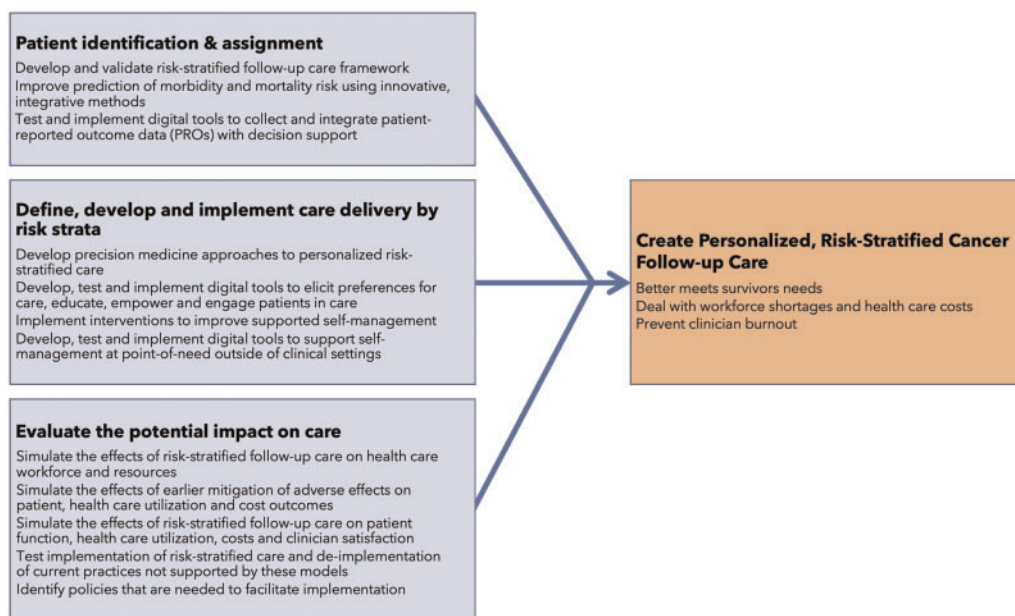 Patient identification & assignment
Develop and validate risk-stratified follow-up care framework
Improve prediction of morbidity and mortality risk using innovative,
integrative methods
Test and implement digital tools to collect and integrate patient-
reported outcome data (PROs) with decision support
Define, develop and implement care delivery by
risk strata
Develop precision medicine approaches to personalized risk-
stratified care
Develop, test and implement digital tools to elicit preferences for
care, educate, empower and engage patients in care
Implement interventions to improve supported self-management
Develop, test and implement digital tools to support self-
management at point-of-need outside of clinical settings
Evaluate the potential impact on care
Simulate the effects of risk-stratified follow-up care on health care
workforce and resources
Simulate the effects of earlier mitigation of adverse effects on
patient, health care utilization and cost outcomes
Simulate the effects of risk-stratified follow-up care on patient
function, health care utilization, costs and clinician satisfaction
Test implementation of risk-stratified care and de-implementation
of current practices not supported by these models
Identify policies that are needed to facilitate implementation
Create Personalized, Risk-Stratified Cancer
Follow-up Care
Better meets survivors needs
Deal with workforce shortages and health care costs
Prevent clinician burnout